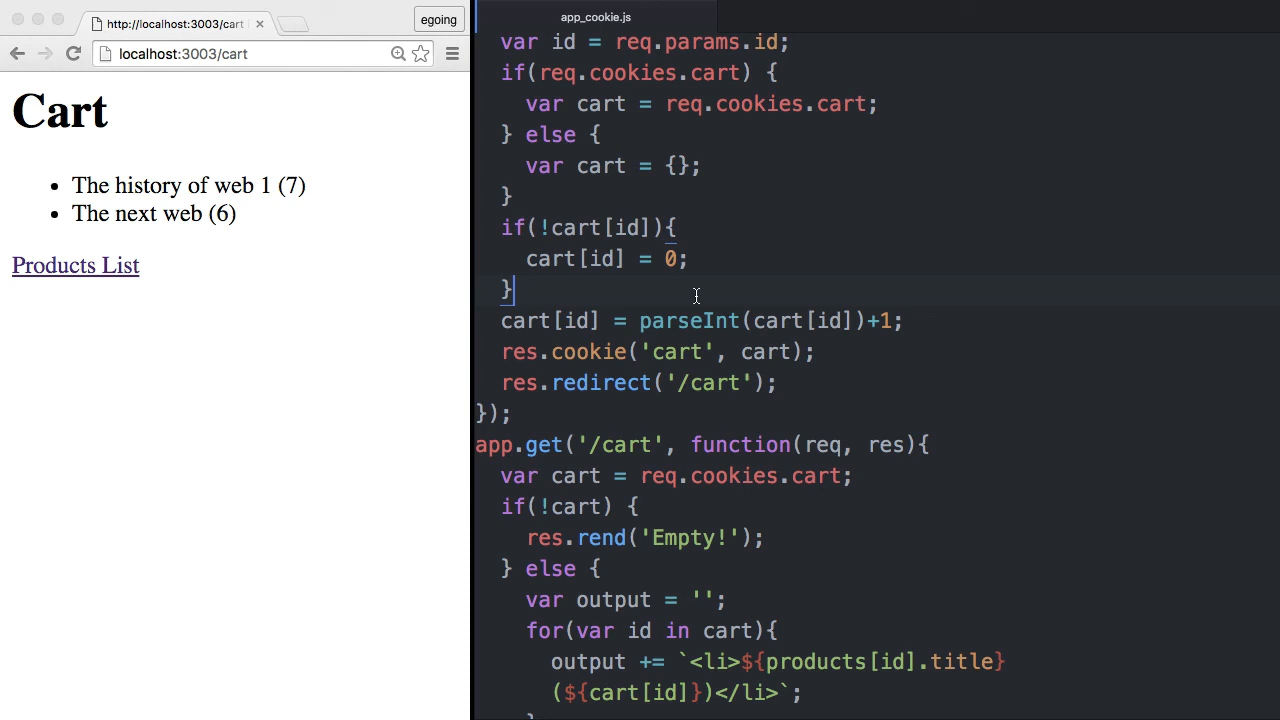 http://localhost:3003/cart
egoing
localhost:3003/cart
Cart
• The history of web 1 (7)
• The next web (6)
Products List
app_cookie.js
var id = req.params.id;
if(req.cookies.cart) {
var cart = req.cookies.cart;
} else {
var cart = {};
}
if(!cart[id]){
cart[id] = 0;
}
cart[id] = parseInt(cart[id])+1;
res.cookie('cart', cart);
res.redirect('/cart');
});
app.get('/cart', function(req, res){
var cart = req.cookies.cart;
if(!cart) {
res.rend('Empty!');
} else {
var output = '';
for(var id in cart){
output += `<li>${products[id].title}
(${cart[id]})</li>`;
}